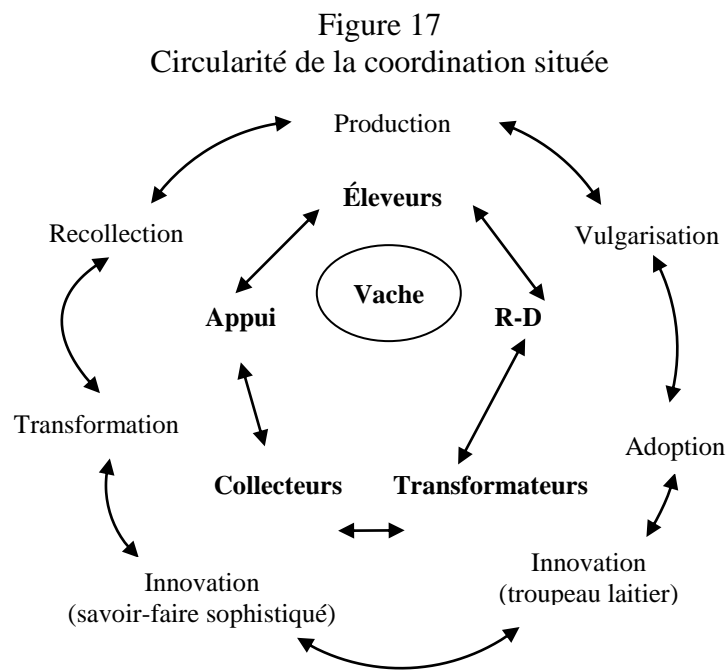 Figure 17
Circularité de la coordination située
Production
Éleveurs
Recollection
Vulgarisation
Vache
Appui
R-D
Transformation
Adoption
Collecteurs
Transformateurs
Innovation
(troupeau laitier)
Innovation
(savoir-faire sophistiqué)